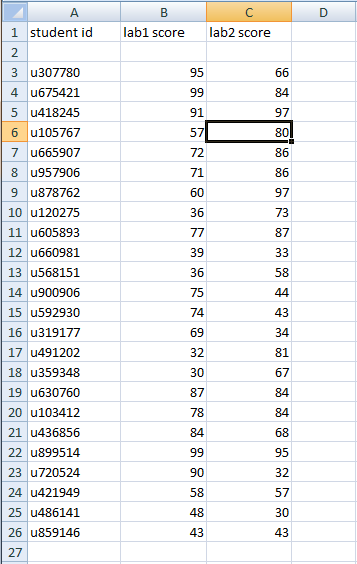 A B C D
1 student id lab1 score lab2 score
2
3 u307780 95 66
4 u675421 99 84
5 u418245 91 97
6 u105767 57 80
7 u665907 72 86
8 u957906 71 86
9 u878762 60 97
10 u120275 36 73
11 u605893 77 87
12 u660981 39 33
13 u568151 36 58
14 u900906 75 44
15 u592930 74 43
16 u319177 69 34
17 u491202 32 81
18 u359348 30 67
19 u630760 87 84
20 u103412 78 84
21 u436856 84 68
22 u899514 99 95
23 u720524 90 32
24 u421949 58 57
25 u486141 48 30
26 u859146 43 43
27